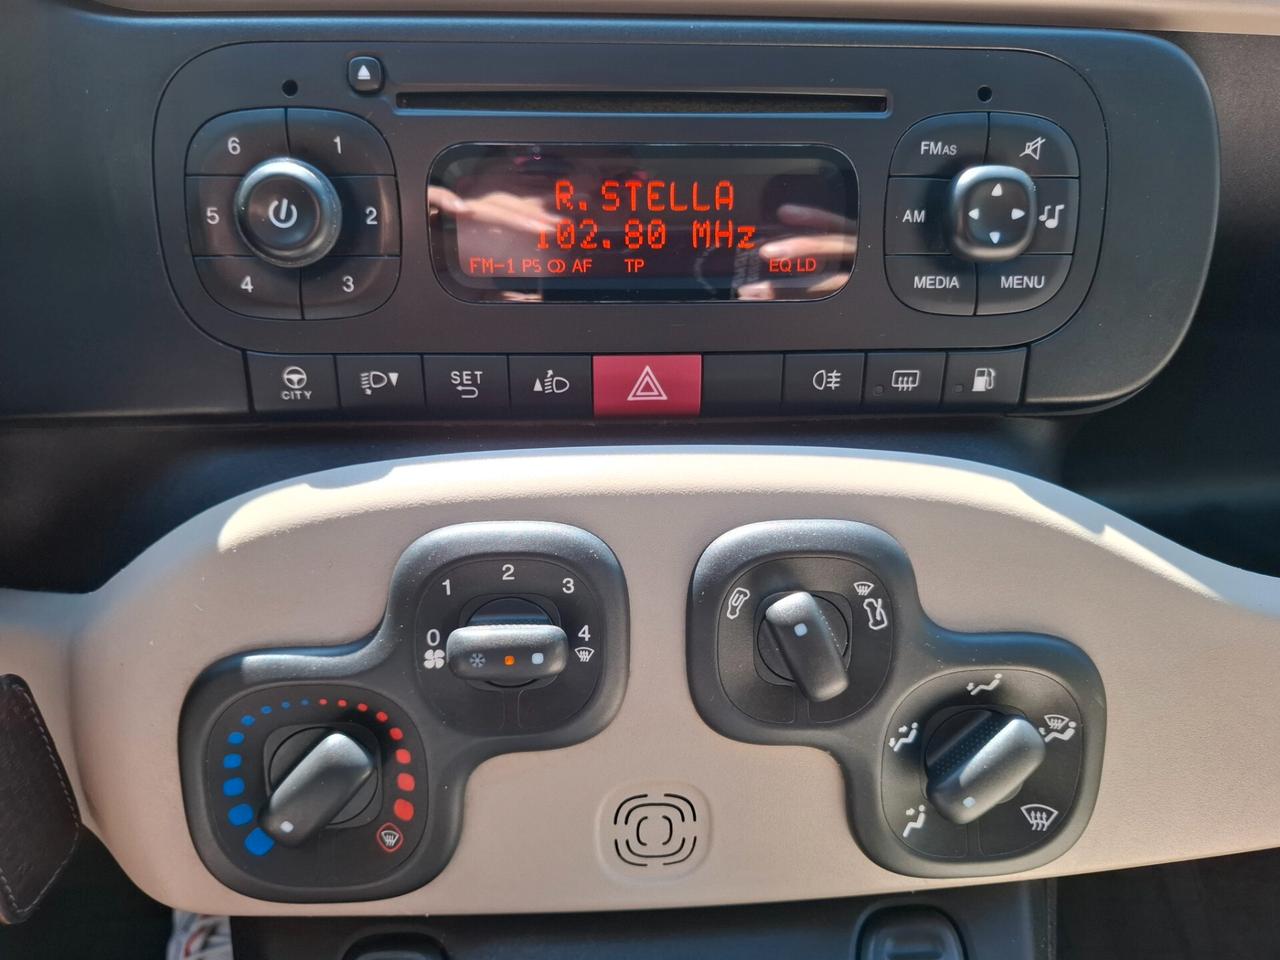 6 1
5 2
4 3
R.STELLA
102.80 MHz
FM-1 PS AF TP EQ LD
FMAS
AM
MEDIA MENU
CITY
SET
1 2 3
0 4